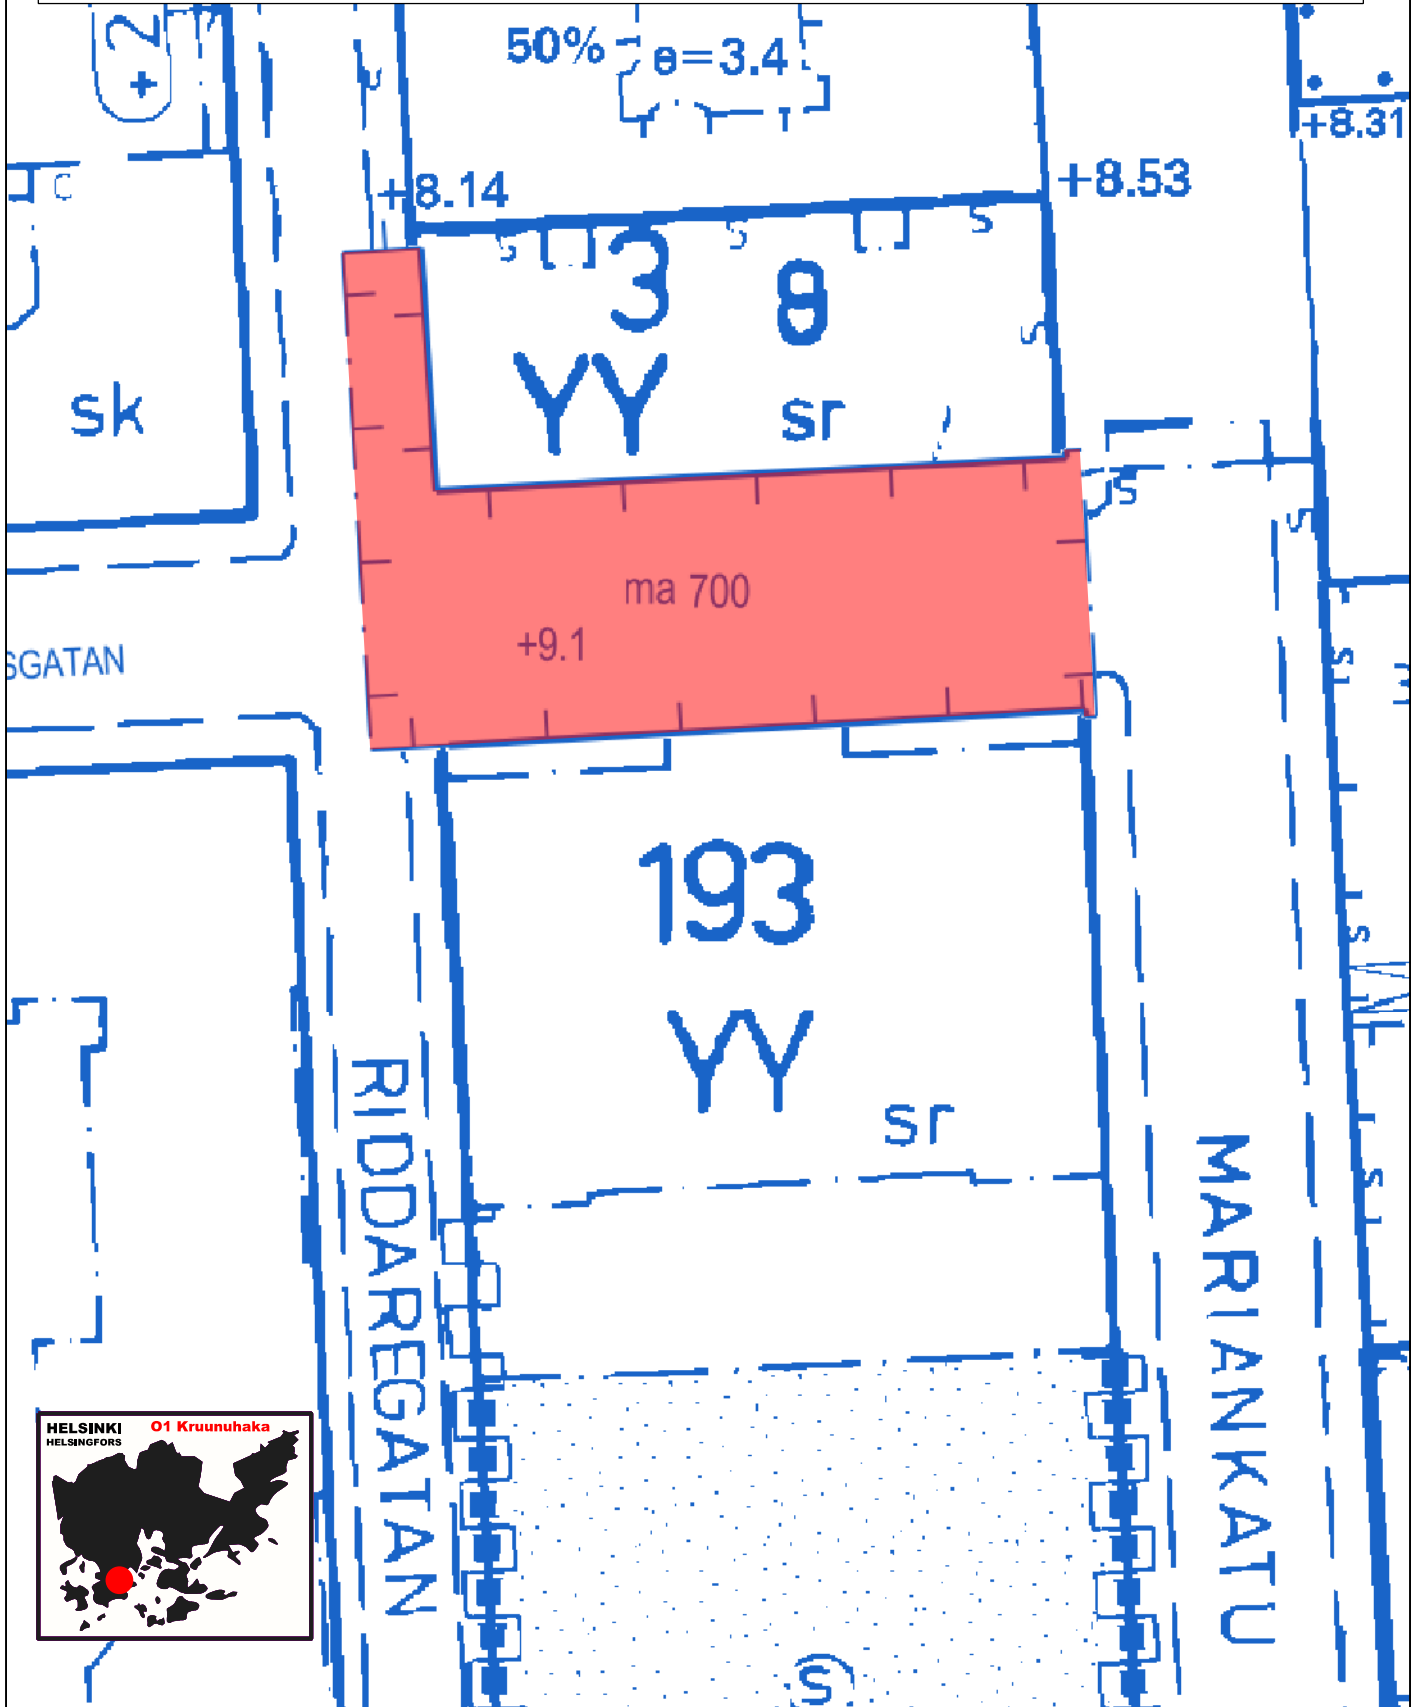 +2
50%
e=3.4
+8.31
+8.14
+8.53
s
s
s
s
3
8
s
sk
YY
sr
s
s
ma 700
+9.1
SGATAN
s
193
YY
s
sr
s
RIDDAREGATAN
MARIANKATU
HELSINKI
HELSINGFORS
01 Kruunuhaka
s